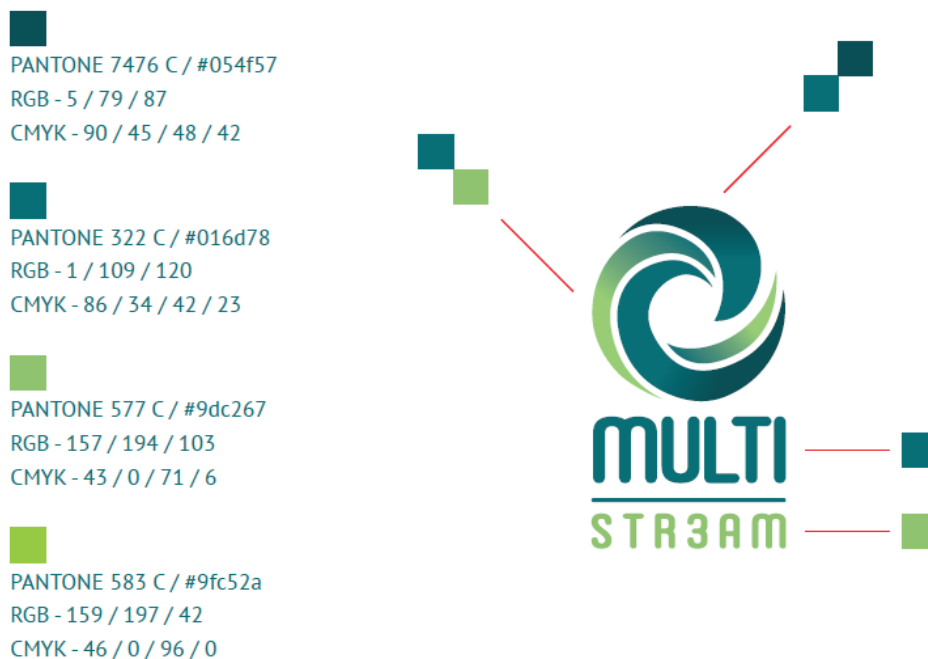 PANTONE 7476 C / #054f57
RGB - 5 / 79 / 87
CMYK - 90 / 45 / 48 / 42
PANTONE 322 C / #016d78
RGB - 1 / 109 / 120
CMYK - 86 / 34 / 42 / 23
PANTONE 577 C / #9dc267
RGB - 157 / 194 / 103
CMYK - 43 / 0 / 71 / 6
PANTONE 583 C / #9fc52a
RGB - 159 / 197 / 42
CMYK - 46 / 0 / 96 / 0
MULTI
STR3AM